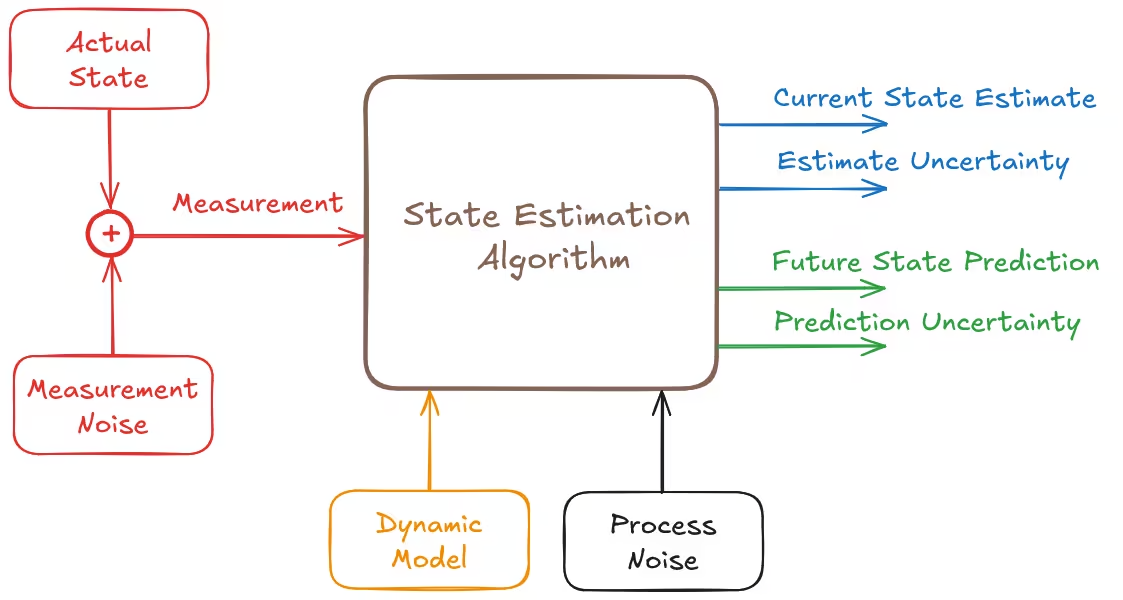 Actual
State
+
Measurement
Measurement
Noise
State Estimation
Algorithm
Current State Estimate
Estimate Uncertainty
Future State Prediction
Prediction Uncertainty
Dynamic
Model
Process
Noise